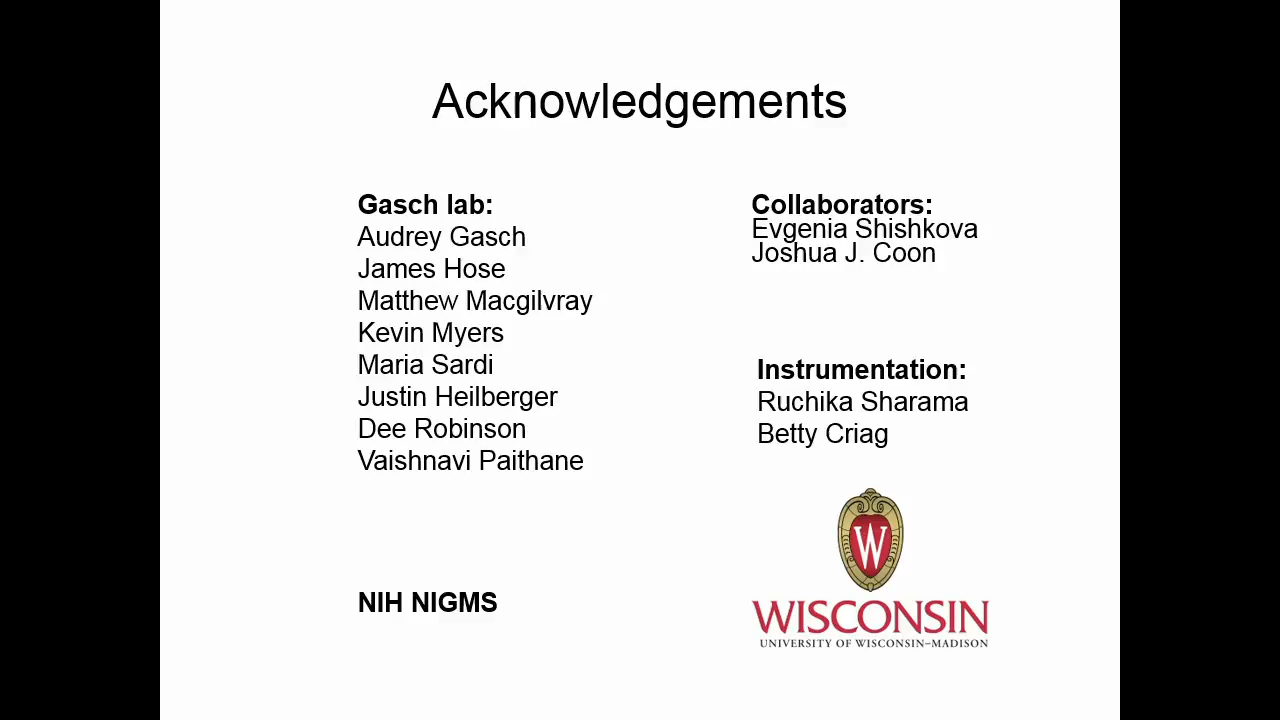 Acknowledgements
Gasch lab:
Audrey Gasch
James Hose
Matthew Macgilvray
Kevin Myers
Maria Sardi
Justin Heilberger
Dee Robinson
Vaishnavi Paithane
NIH NIGMS
Collaborators:
Evgenia Shishkova
Joshua J. Coon
Instrumentation:
Ruchika Sharama
Betty Criag
W
WISCONSIN
UNIVERSITY OF WISCONSIN–MADISON